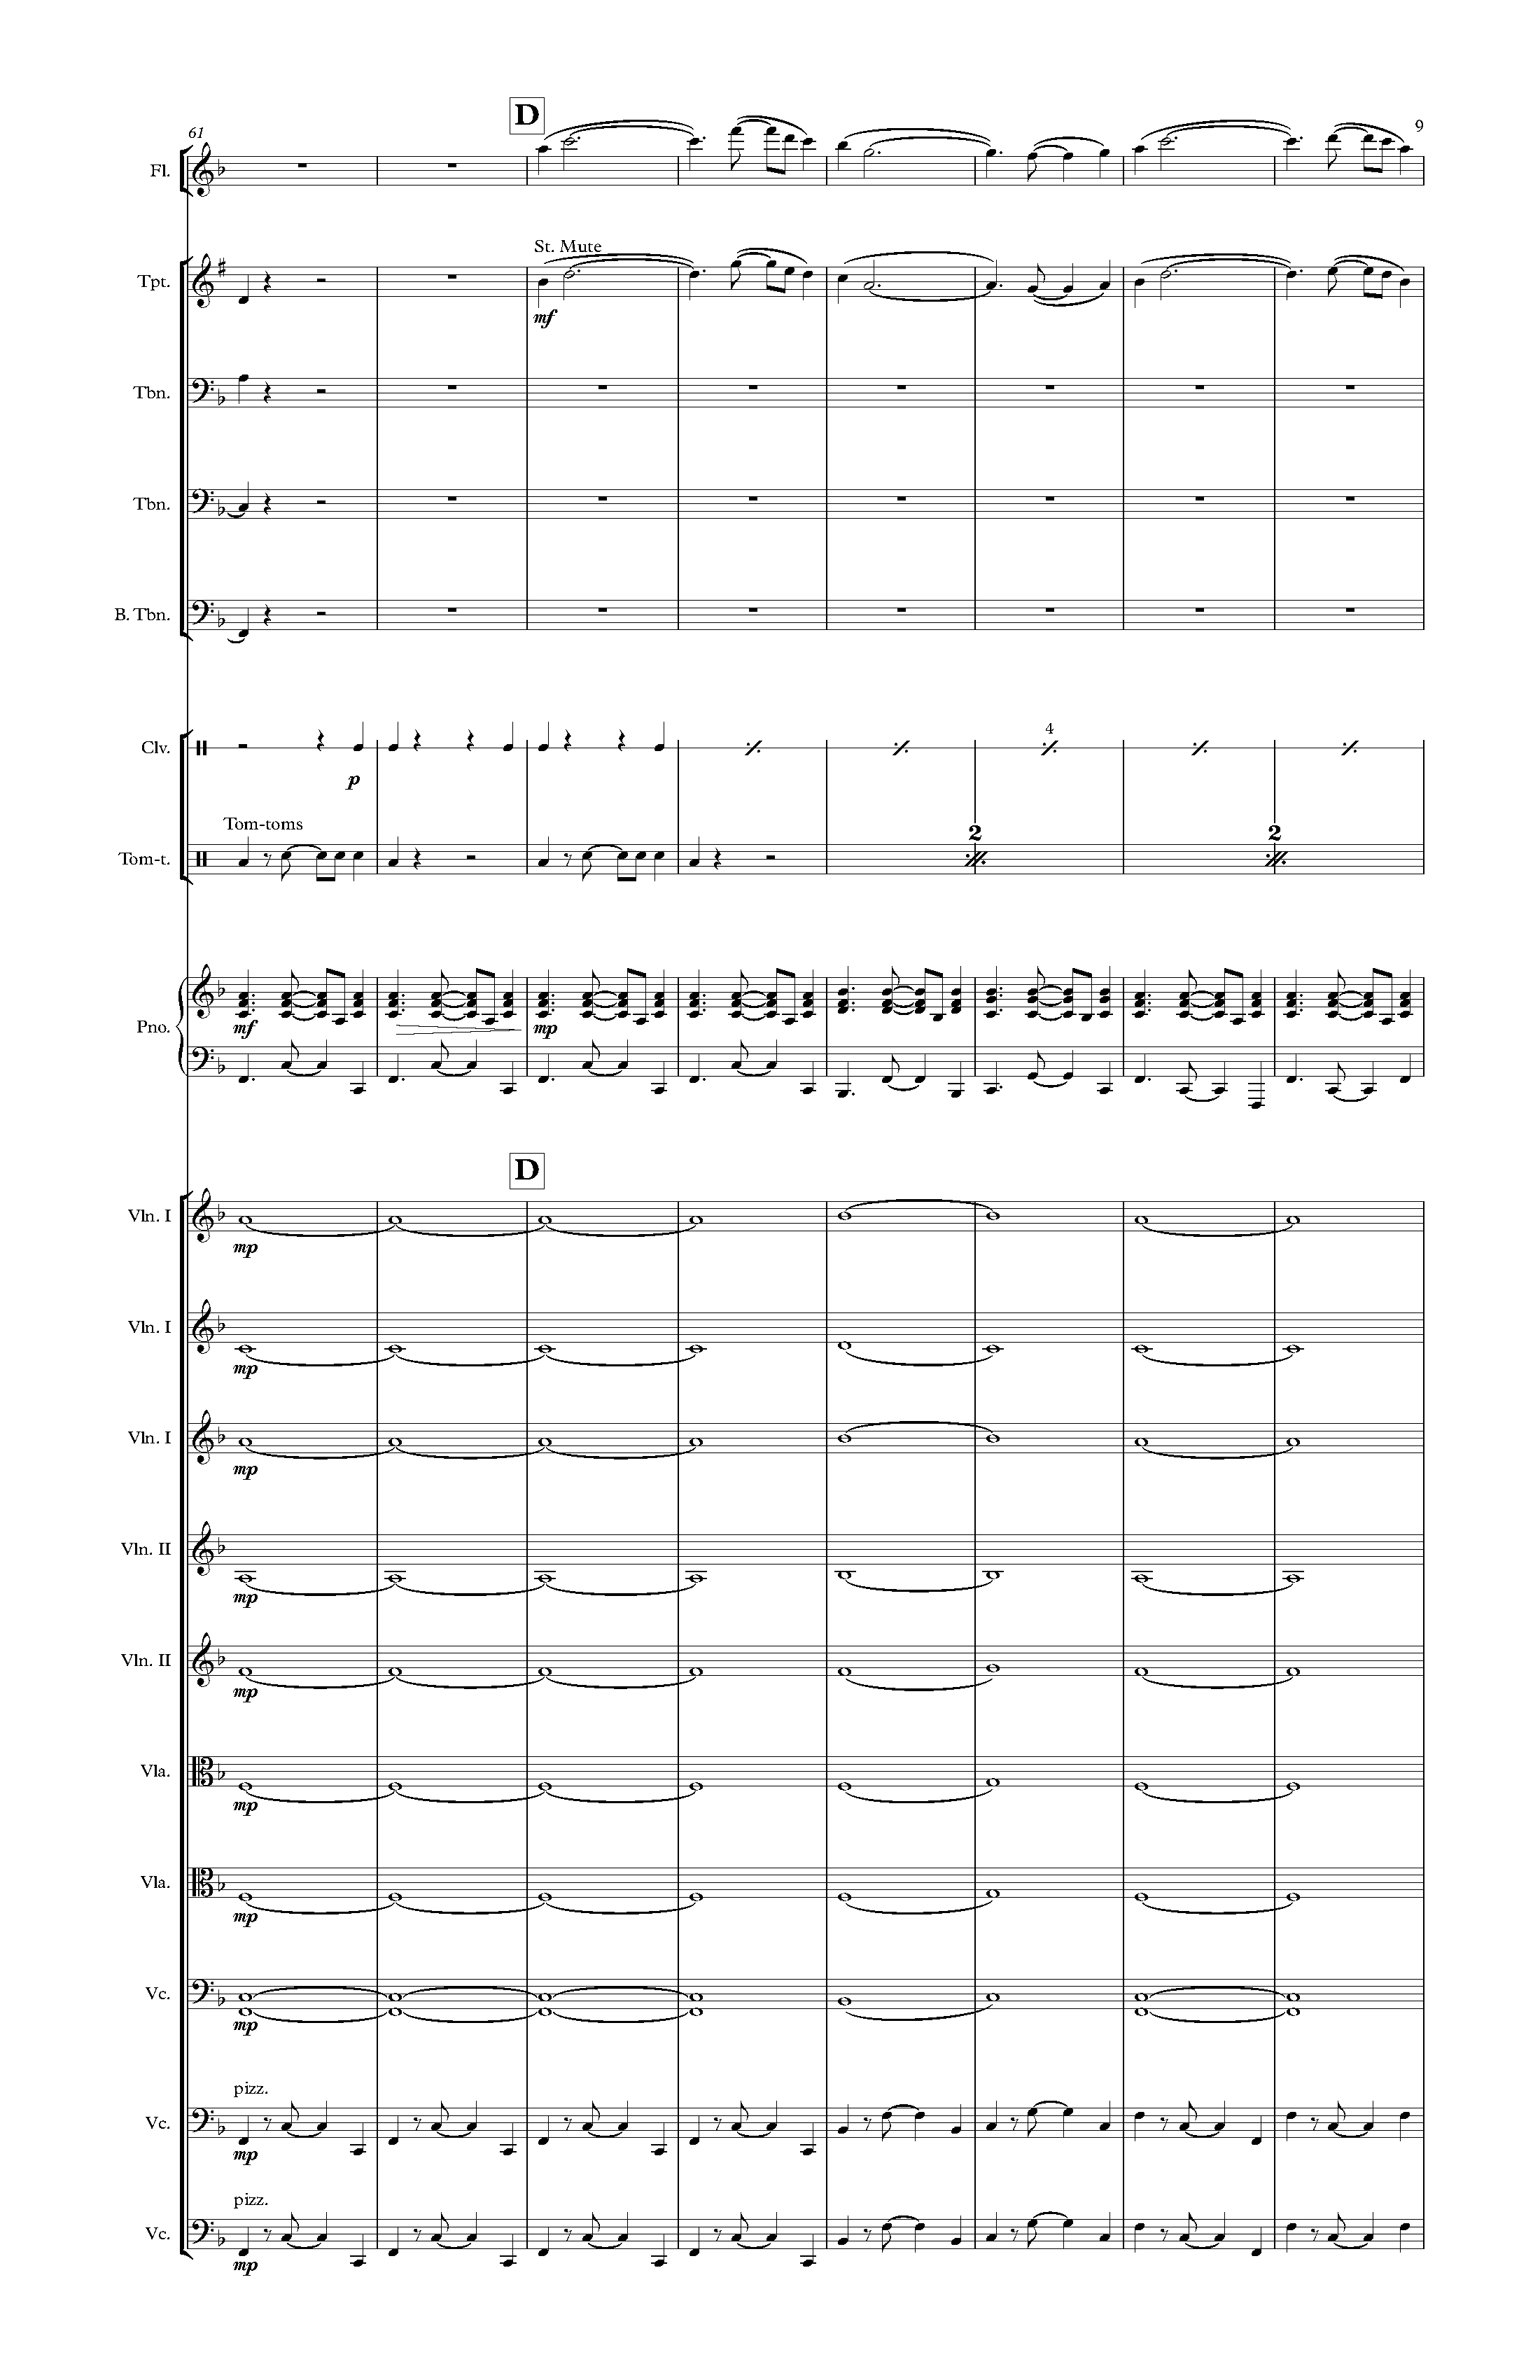 D
61
9
Fl.
St. Mute
Tpt.
mf
Tbn.
Tbn.
B. Tbn.
4
Clv.
p
Tom-toms
2 2
Tom-t.
mf mp
Pno.
D
Vln. I
mp
Vln. I
mp
Vln. I
mp
Vln. II
mp
Vln. II
mp
Vla.
mp
Vla.
mp
Vc.
mp
pizz.
Vc.
mp
pizz.
Vc.
mp